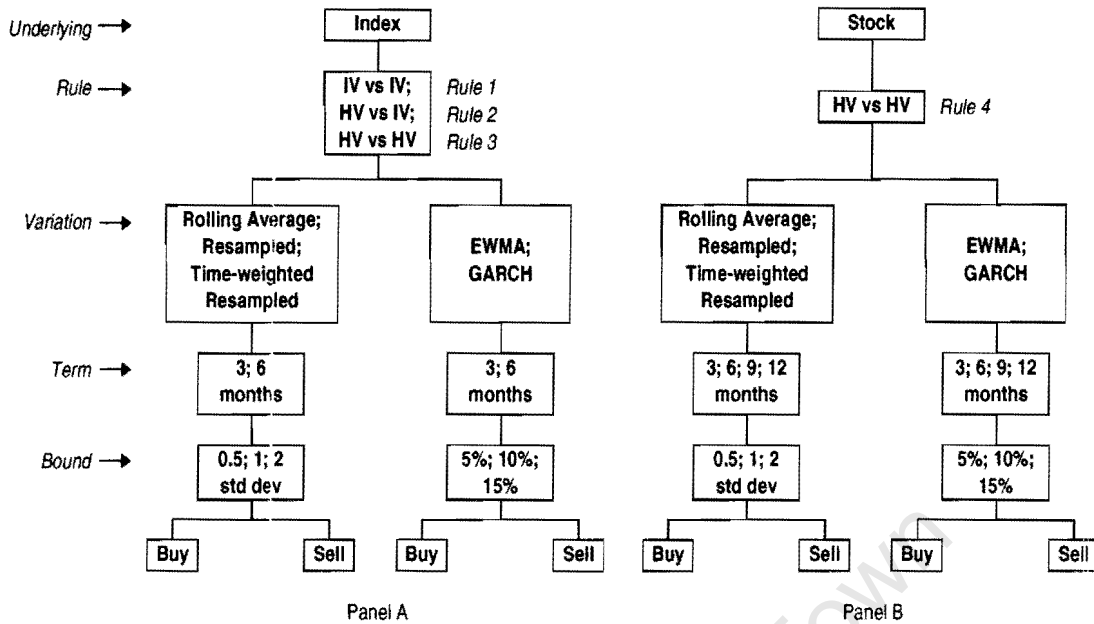 Underlying → Index Stock
Rule → IV vs IV; Rule 1
HV vs IV; Rule 2 HV vs HV Rule 4
HV vs HV Rule 3
Variation → Rolling Average; Rolling Average;
Resampled; EWMA; Resampled; EWMA;
Time-weighted GARCH Time-weighted GARCH
Resampled Resampled
Term → 3; 6 3; 6 3; 6; 9; 12 3; 6; 9; 12
months months months months
Bound → 0.5; 1; 2 5%; 10%; 0.5; 1; 2 5%; 10%;
std dev 15% std dev 15%
Buy Sell Buy Sell Buy Sell Buy Sell
Panel A Panel B
Town